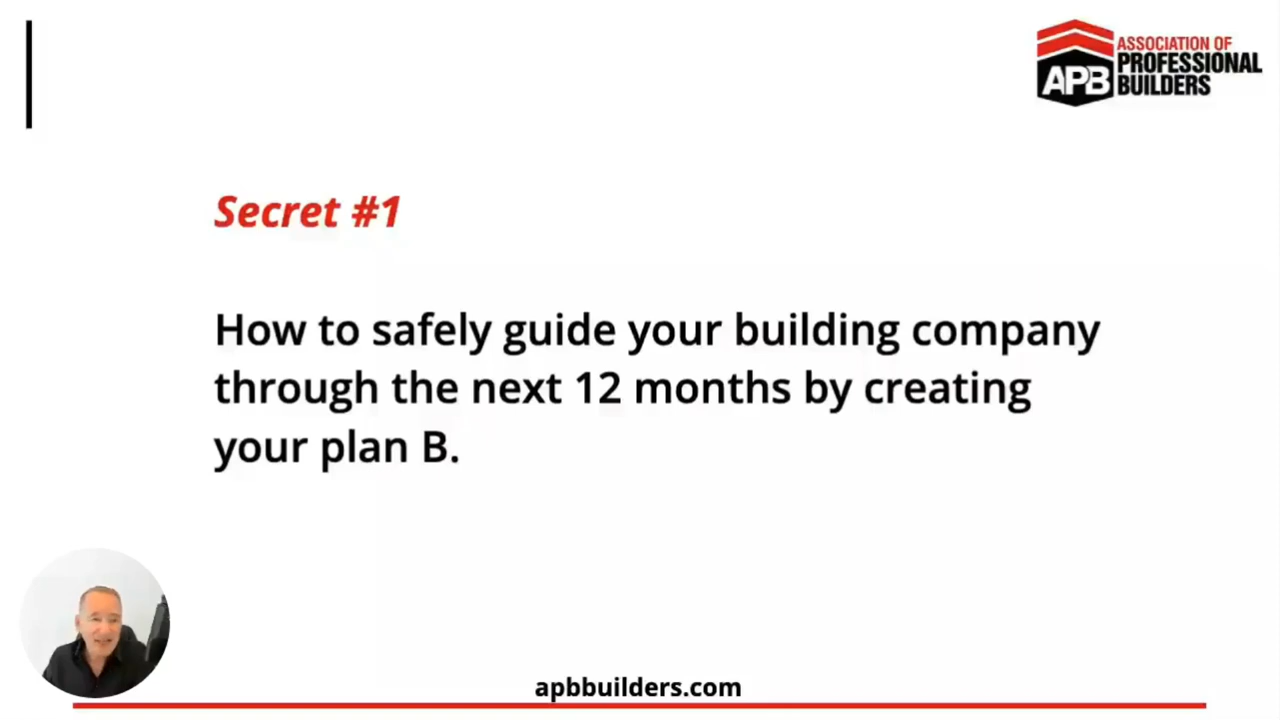 ASSOCIATION OF
PROFESSIONAL
BUILDERS
APB
Secret #1
How to safely guide your building company
through the next 12 months by creating
your plan B.
apbbuilders.com